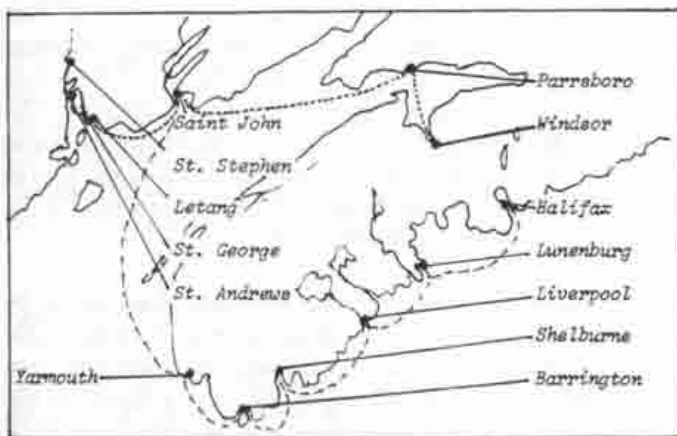 Parrsboro
Saint John
Windsor
St. Stephen
Letang
Halifax
St. George
Lunenburg
St. Andrews
Liverpool
Shelburne
Yarmouth
Barrington